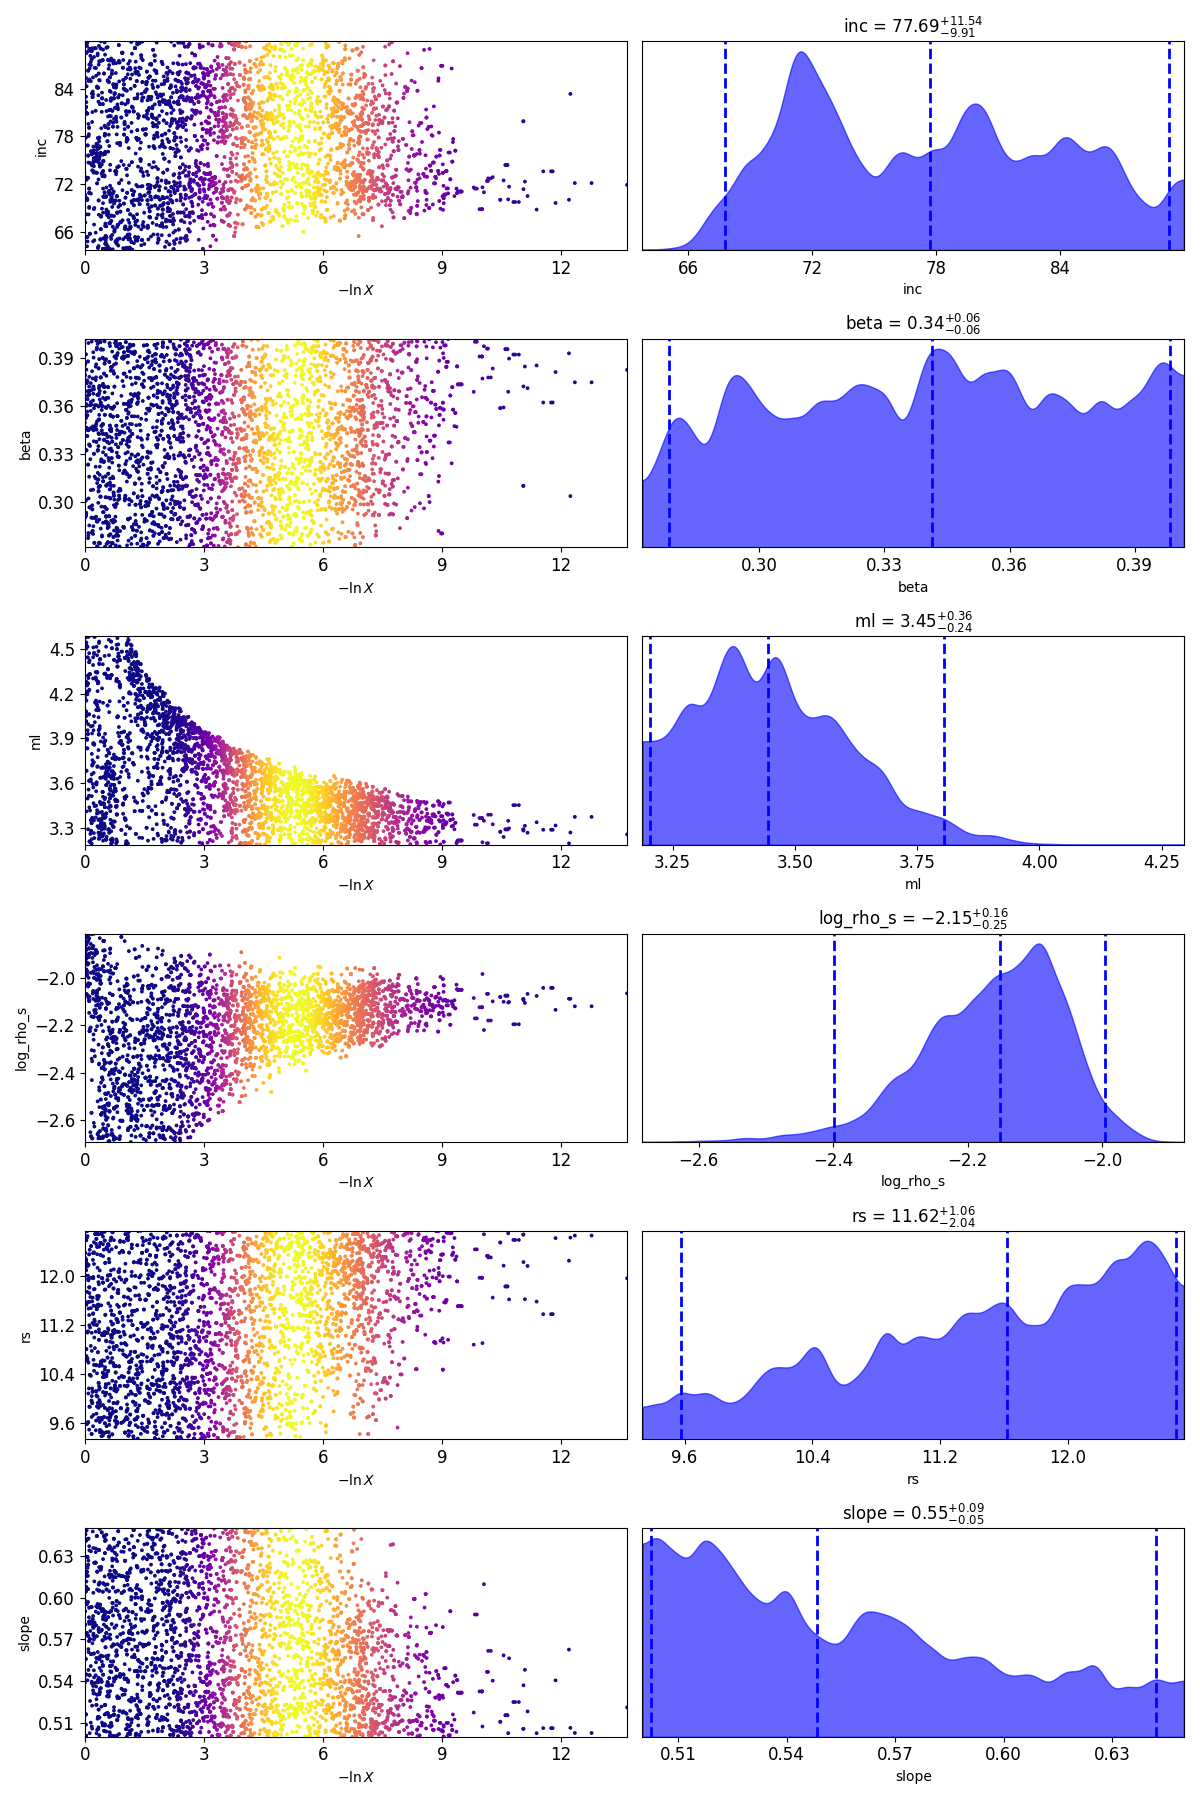 inc = 77.69+11.54−9.91
inc
84
78
72
66
0 3 6 9 12
−ln X
66 72 78 84
inc
beta = 0.34+0.06−0.06
beta
0.39
0.36
0.33
0.30
0 3 6 9 12
−ln X
0.30 0.33 0.36 0.39
beta
ml = 3.45+0.36−0.24
ml
4.5
4.2
3.9
3.6
3.3
0 3 6 9 12
−ln X
3.25 3.50 3.75 4.00 4.25
ml
log_rho_s = −2.15+0.16−0.25
log_rho_s
−2.0
−2.2
−2.4
−2.6
0 3 6 9 12
−ln X
−2.6 −2.4 −2.2 −2.0
log_rho_s
rs = 11.62+1.06−2.04
rs
12.0
11.2
10.4
9.6
0 3 6 9 12
−ln X
9.6 10.4 11.2 12.0
rs
slope = 0.55+0.09−0.05
slope
0.63
0.60
0.57
0.54
0.51
0 3 6 9 12
−ln X
0.51 0.54 0.57 0.60 0.63
slope